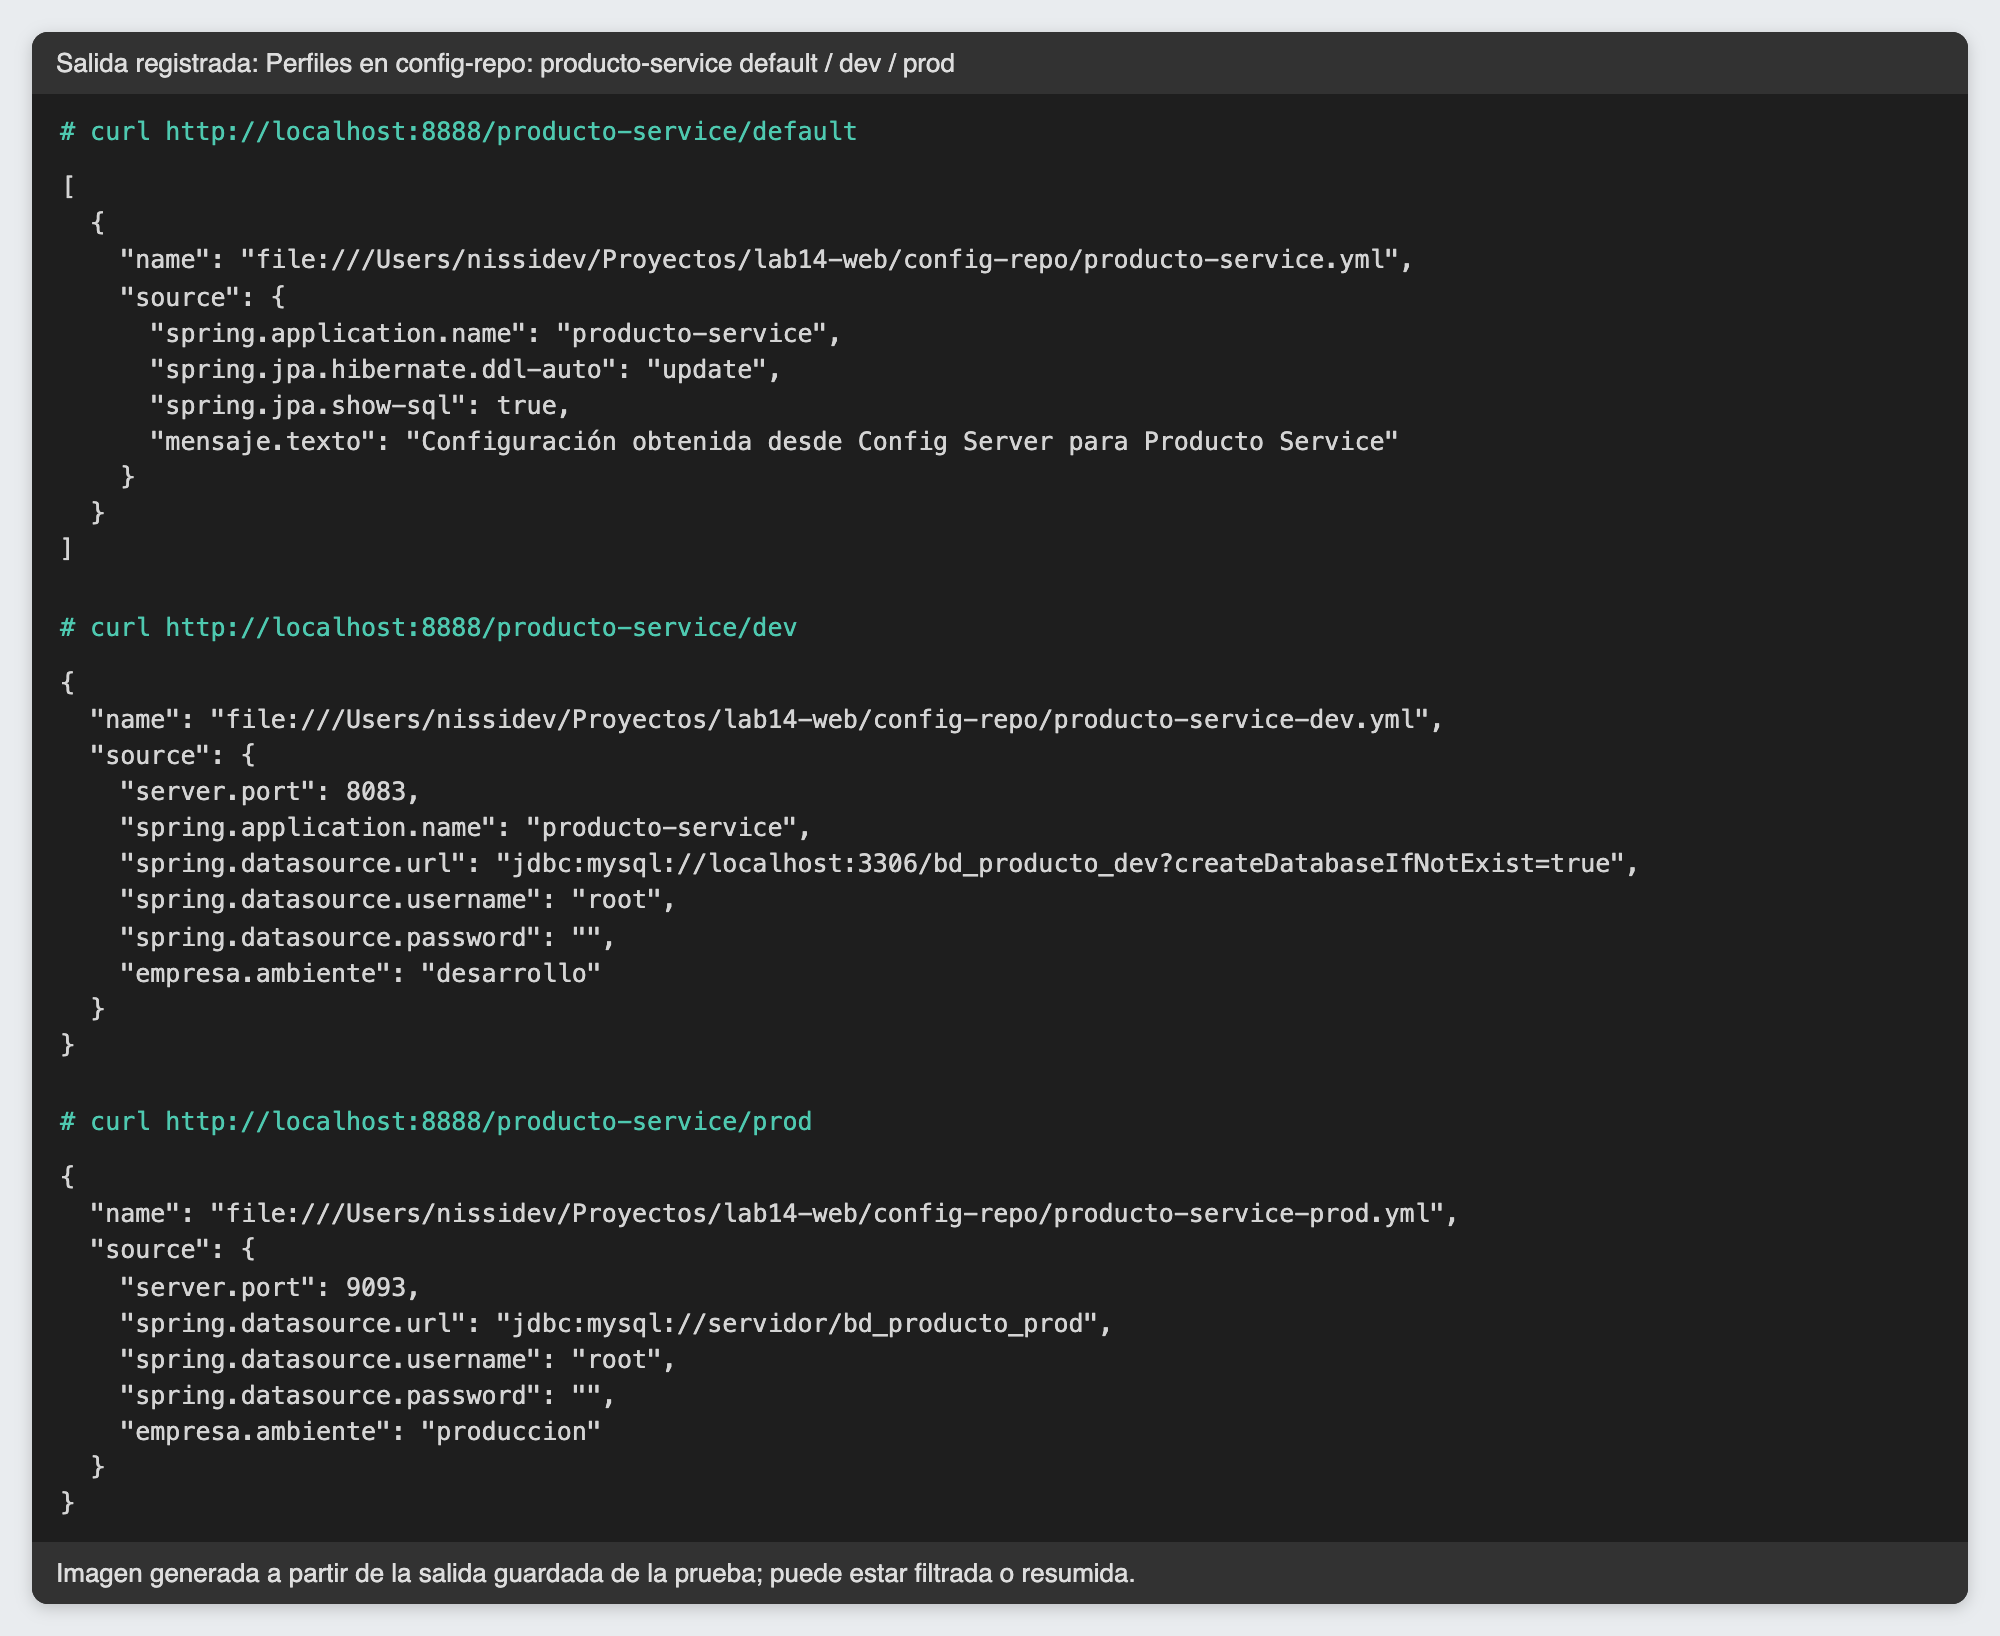 Salida registrada: Perfiles en config-repo: producto-service default / dev / prod
# curl http://localhost:8888/producto-service/default
[
  {
    "name": "file:///Users/nissidev/Proyectos/lab14-web/config-repo/producto-service.yml",
    "source": {
      "spring.application.name": "producto-service",
      "spring.jpa.hibernate.ddl-auto": "update",
      "spring.jpa.show-sql": true,
      "mensaje.texto": "Configuración obtenida desde Config Server para Producto Service"
    }
  }
]
# curl http://localhost:8888/producto-service/dev
{
  "name": "file:///Users/nissidev/Proyectos/lab14-web/config-repo/producto-service-dev.yml",
  "source": {
    "server.port": 8083,
    "spring.application.name": "producto-service",
    "spring.datasource.url": "jdbc:mysql://localhost:3306/bd_producto_dev?createDatabaseIfNotExist=true",
    "spring.datasource.username": "root",
    "spring.datasource.password": "",
    "empresa.ambiente": "desarrollo"
  }
}
# curl http://localhost:8888/producto-service/prod
{
  "name": "file:///Users/nissidev/Proyectos/lab14-web/config-repo/producto-service-prod.yml",
  "source": {
    "server.port": 9093,
    "spring.datasource.url": "jdbc:mysql://servidor/bd_producto_prod",
    "spring.datasource.username": "root",
    "spring.datasource.password": "",
    "empresa.ambiente": "produccion"
  }
}
Imagen generada a partir de la salida guardada de la prueba; puede estar filtrada o resumida.